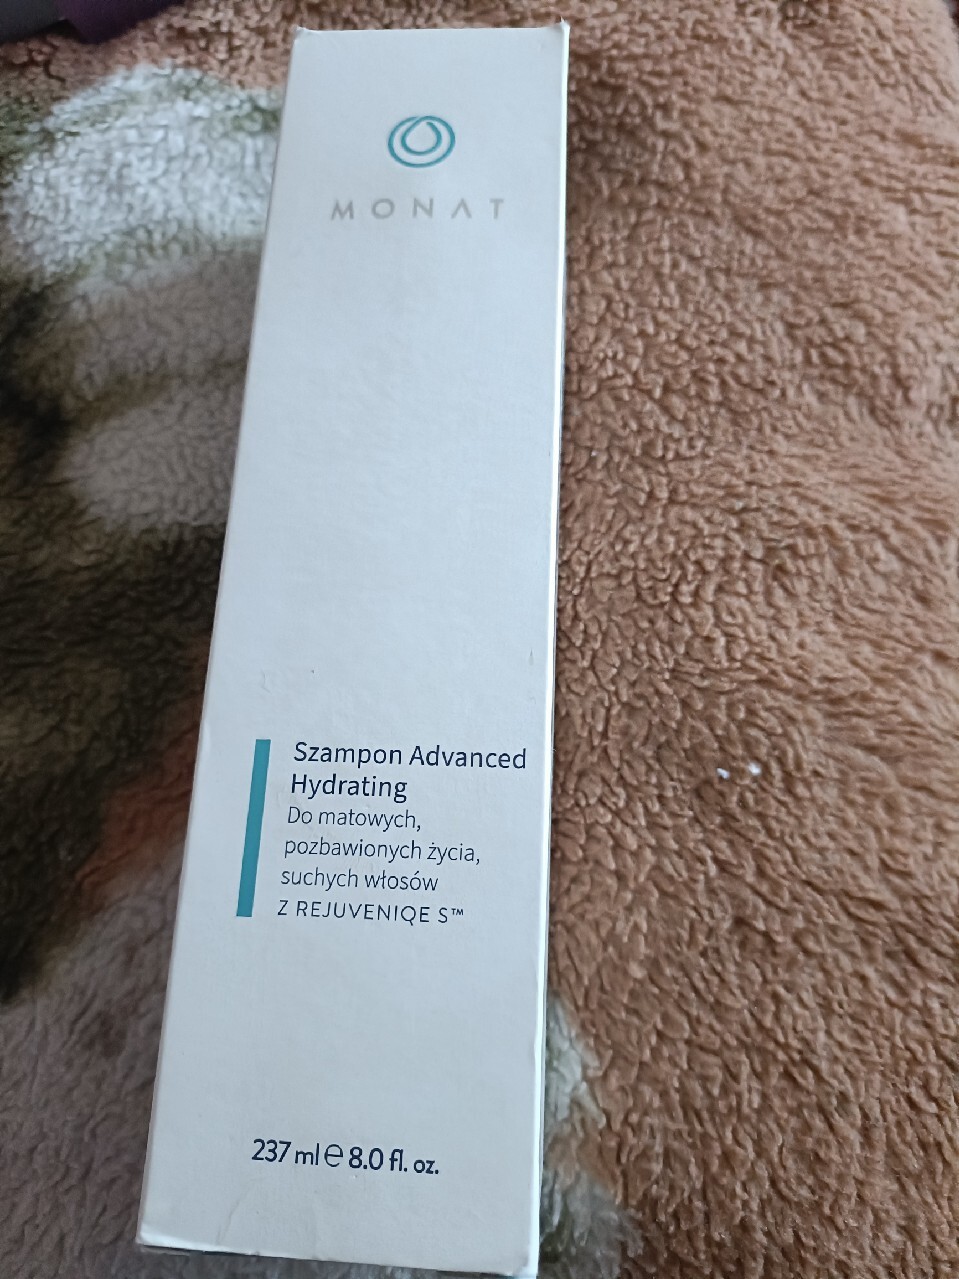 MONAT
Szampon Advanced
Hydrating
Do matowych,
pozbawionych życia,
suchych włosów
Z REJUVENIQE S™
237 ml ℮ 8.0 fl. oz.